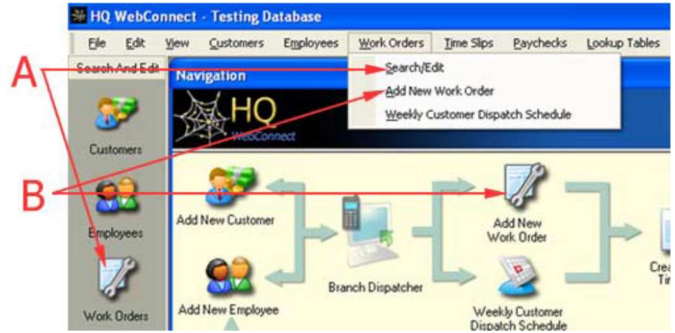 HQ WebConnect - Testing Database
File Edit View Customers Employees Work Orders Time Slips Paychecks Lookup Tables
Search And Edit
Navigation
Search/Edit
Add New Work Order
Weekly Customer Dispatch Schedule
A
HQ
WebConnect
Customers
B
Employees
Add New Customer
Add New
Work Order
Branch Dispatcher
Work Orders
Add New Employee
Weekly Customer
Dispatch Schedule